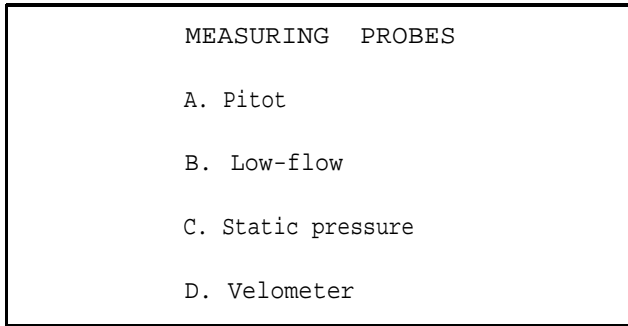 MEASURING PROBES
A. Pitot
B. Low-flow
C. Static pressure
D. Velometer